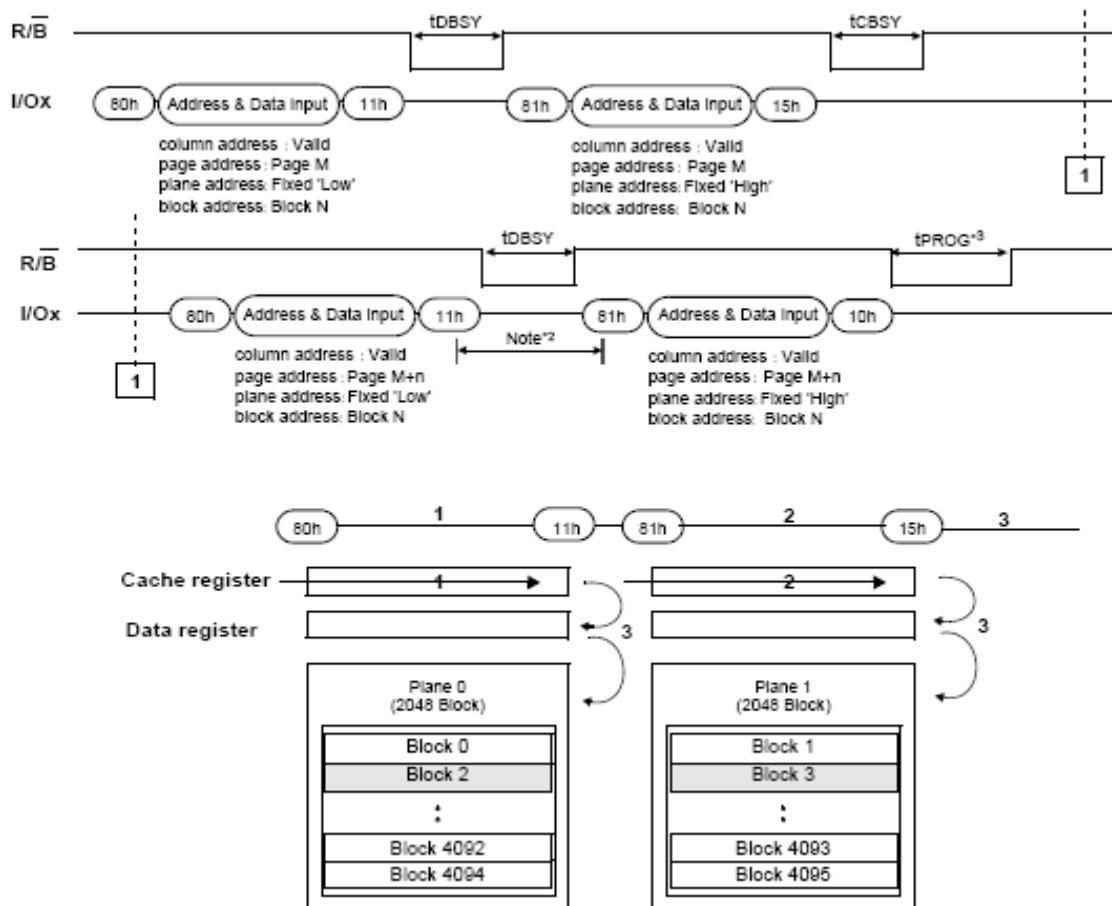 tDBSY tCBSY
R/B
I/Ox 80h Address & Data Input 11h 81h Address & Data Input 15h
column address : Valid
page address : Page M
plane address: Fixed 'Low'
block address: Block N
column address : Valid
page address : Page M
plane address: Fixed 'High'
block address: Block N
1
tDBSY tPROG*3
R/B
I/Ox 80h Address & Data Input 11h 81h Address & Data Input 10h
Note*2
1
column address : Valid
page address : Page M+n
plane address: Fixed 'Low'
block address: Block N
column address : Valid
page address : Page M+n
plane address: Fixed 'High'
block address: Block N
80h 1 11h 81h 2 15h 3
Cache register 1 2
Data register 3 3
Plane 0
(2048 Block)
Block 0
Block 2
:
Block 4092
Block 4094
Plane 1
(2048 Block)
Block 1
Block 3
:
Block 4093
Block 4095